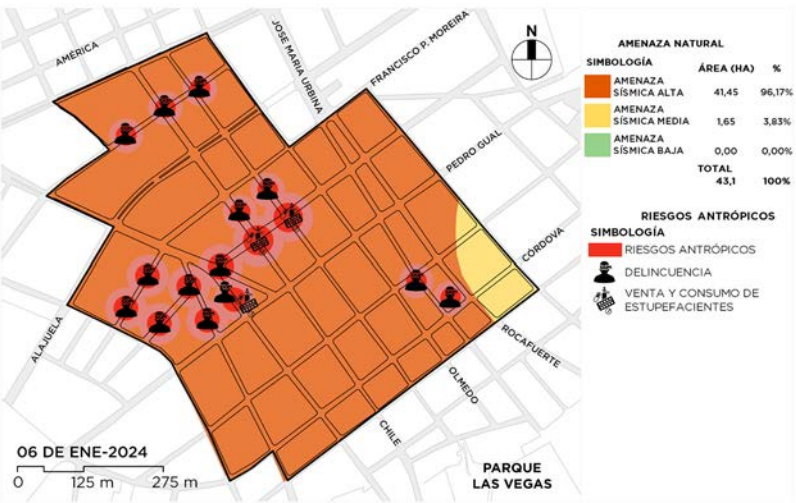 AMÉRICA
JOSE MARIA URBINA
FRANCISCO P. MOREIRA
N
PEDRO GUAL
CÓRDOVA
ALAJUELA
ROCAFUERTE
OLMEDO
CHILE
06 DE ENE-2024
0 125 m 275 m
PARQUE
LAS VEGAS
AMENAZA NATURAL
SIMBOLOGÍA ÁREA (HA) %
AMENAZA
SÍSMICA ALTA 41,45 96,17%
AMENAZA
SÍSMICA MEDIA 1,65 3,83%
AMENAZA
SÍSMICA BAJA 0,00 0,00%
TOTAL
43,1 100%
RIESGOS ANTRÓPICOS
SIMBOLOGÍA
RIESGOS ANTRÓPICOS
DELINCUENCIA
VENTA Y CONSUMO DE
ESTUPEFACIENTES